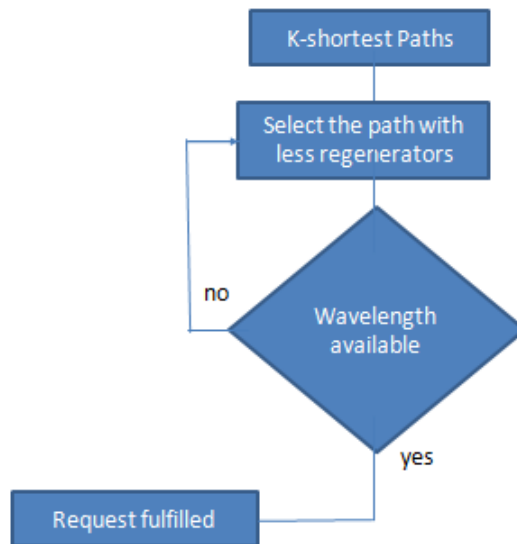 K-shortest Paths
Select the path with
less regenerators
no
Wavelength
available
yes
Request fulfilled